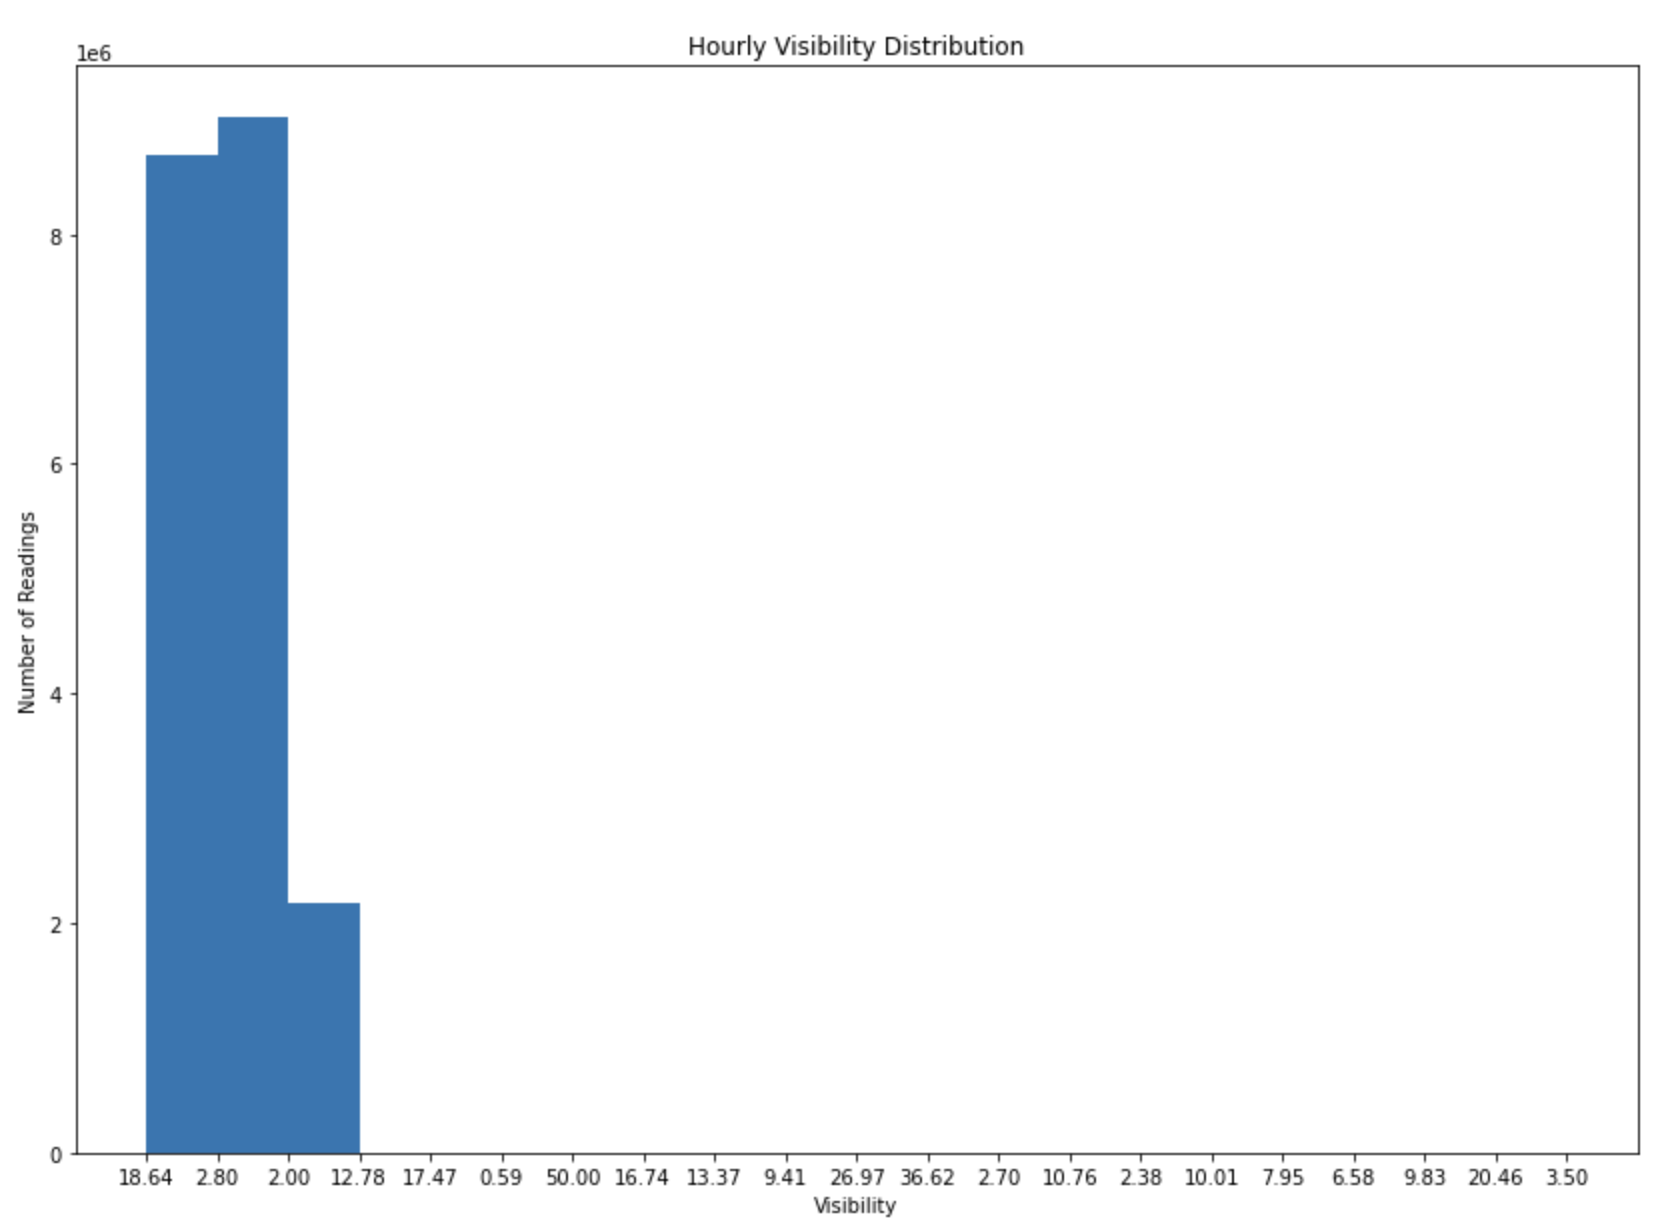 Hourly Visibility Distribution
1e6
8
6
4
2
0
Number of Readings
18.64 2.80 2.00 12.78 17.47 0.59 50.00 16.74 13.37 9.41 26.97 36.62 2.70 10.76 2.38 10.01 7.95 6.58 9.83 20.46 3.50
Visibility